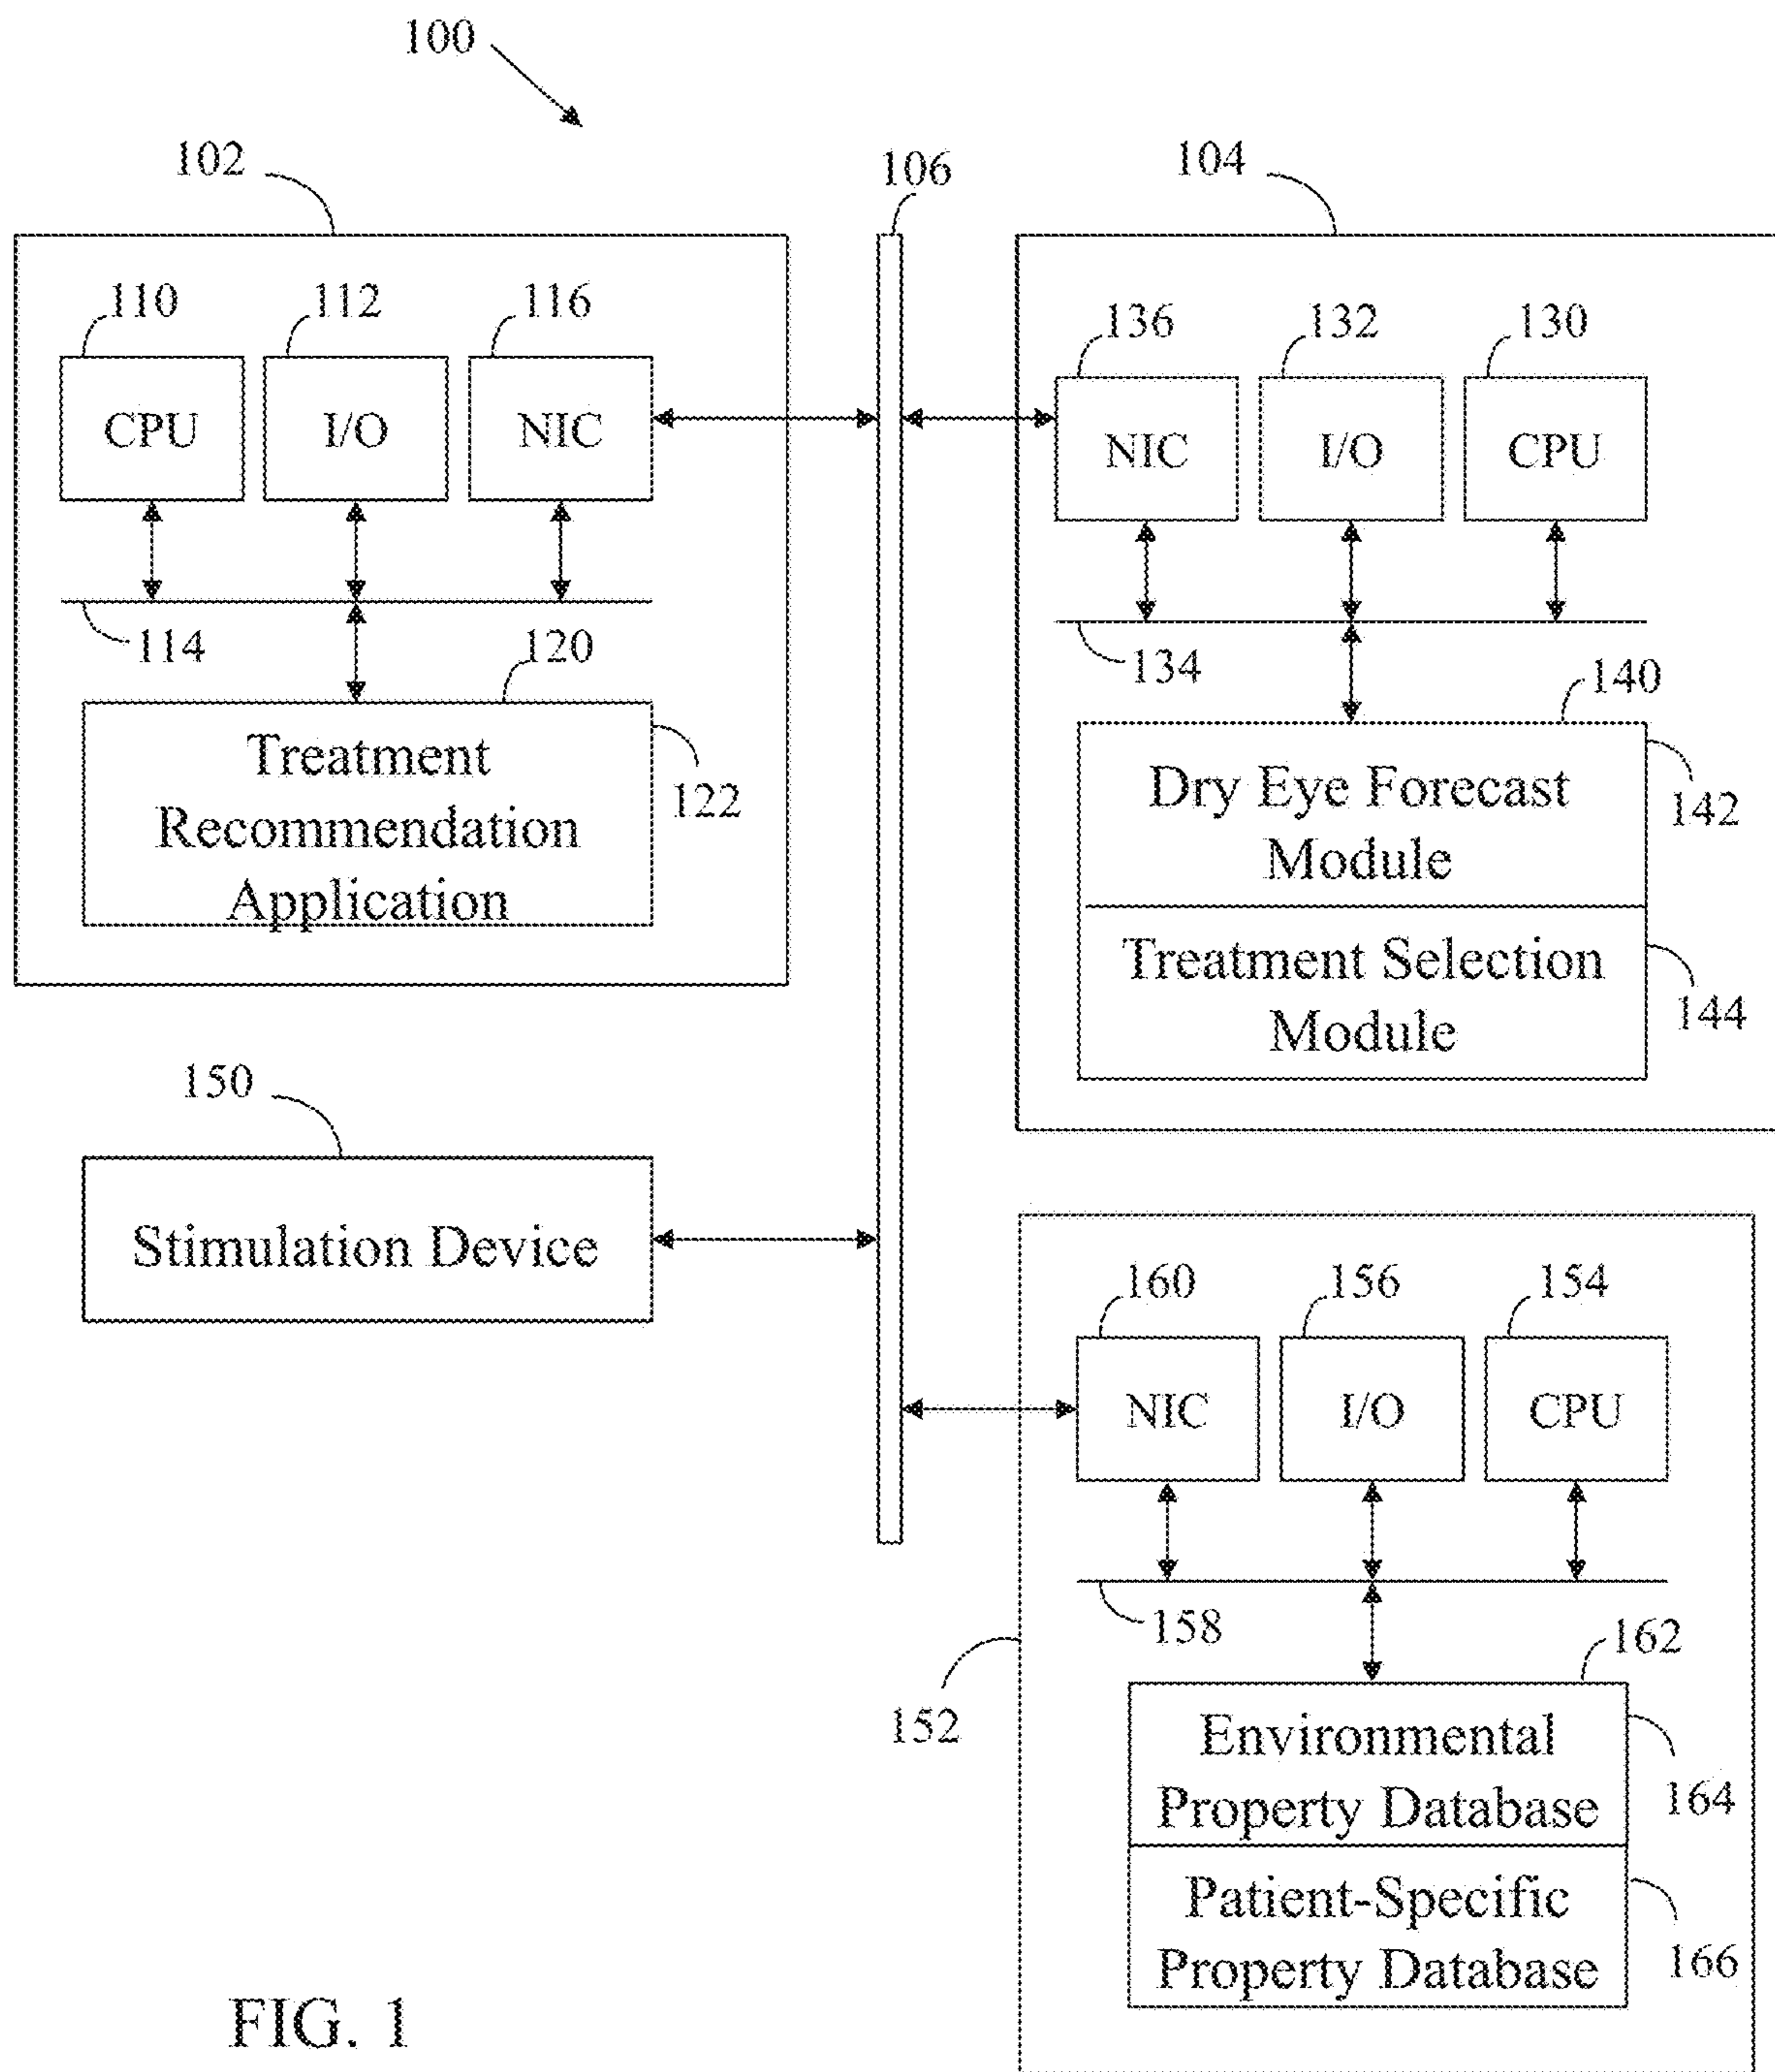 100
102
106
104
110
112
116
136
132
130
CPU
I/O
NIC
NIC
I/O
CPU
114
120
134
140
Treatment
Recommendation
Application
122
Dry Eye Forecast
Module
142
Treatment Selection
Module
144
150
Stimulation Device
160
156
154
NIC
I/O
CPU
158
162
152
Environmental
Property Database
164
Patient-Specific
Property Database
166
FIG. 1